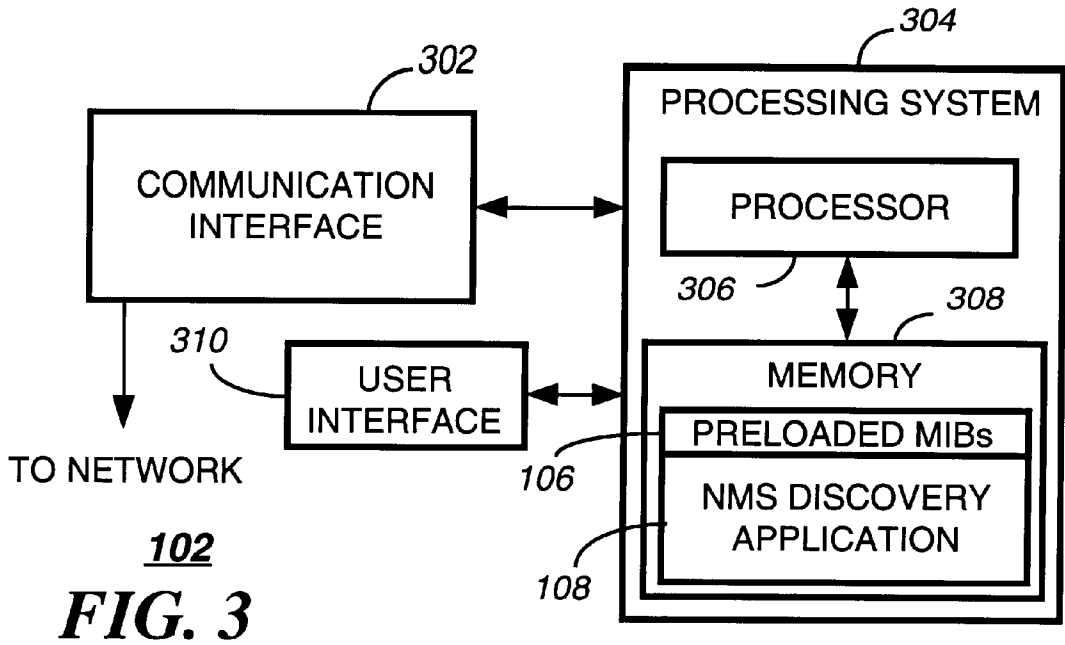 304
302
PROCESSING SYSTEM
COMMUNICATION
INTERFACE
PROCESSOR
306
308
310
USER
INTERFACE
MEMORY
PRELOADED MIBs
106
TO NETWORK
NMS DISCOVERY
APPLICATION
102
108
FIG. 3